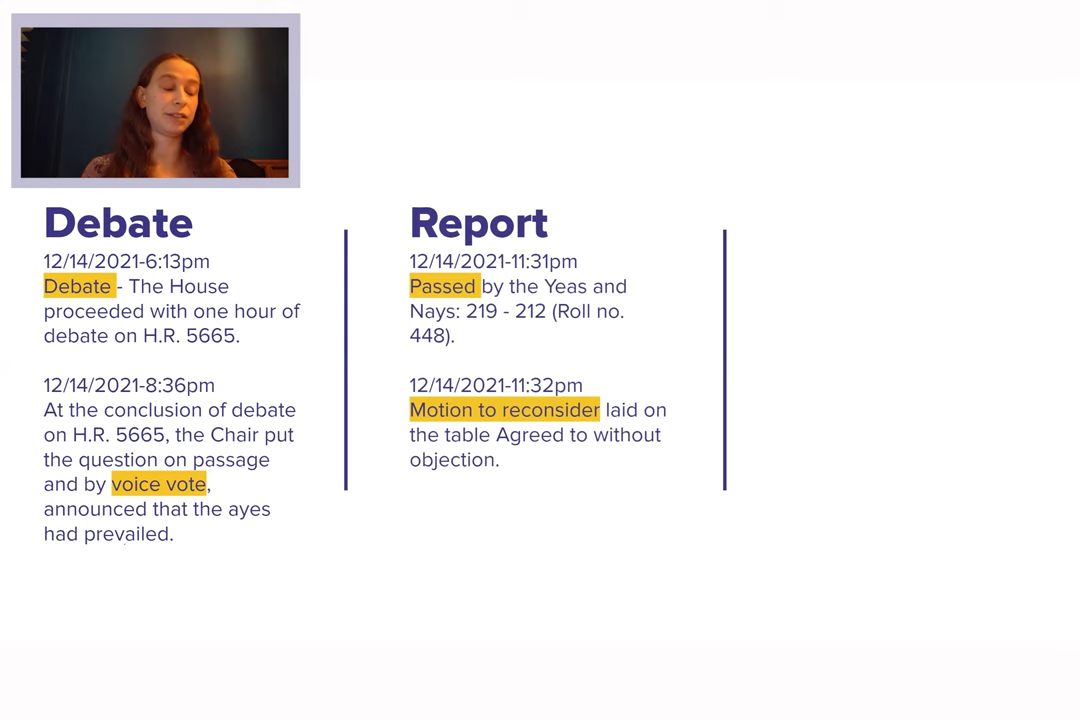 Debate
12/14/2021-6:13pm
Debate - The House
proceeded with one hour of
debate on H.R. 5665.
12/14/2021-8:36pm
At the conclusion of debate
on H.R. 5665, the Chair put
the question on passage
and by voice vote,
announced that the ayes
had prevailed.
Report
12/14/2021-11:31pm
Passed by the Yeas and
Nays: 219 - 212 (Roll no.
448).
12/14/2021-11:32pm
Motion to reconsider laid on
the table Agreed to without
objection.